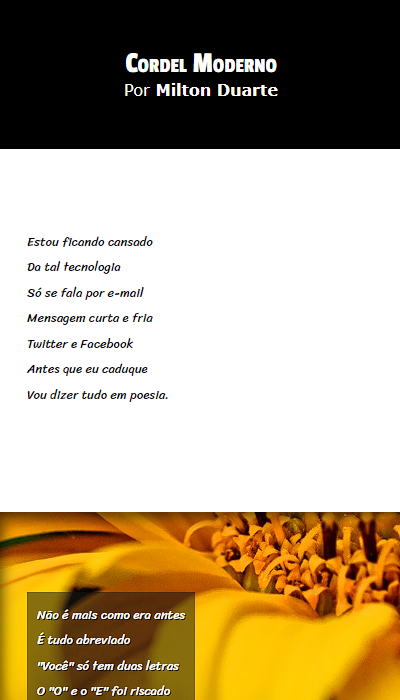 Cordel Moderno
Por Milton Duarte
Estou ficando cansado
Da tal tecnologia
Só se fala por e-mail
Mensagem curta e fria
Twitter e Facebook
Antes que eu caduque
Vou dizer tudo em poesia.
Não é mais como era antes
É tudo abreviado
"Você" só tem duas letras
O "O" e o "E" foi riscado